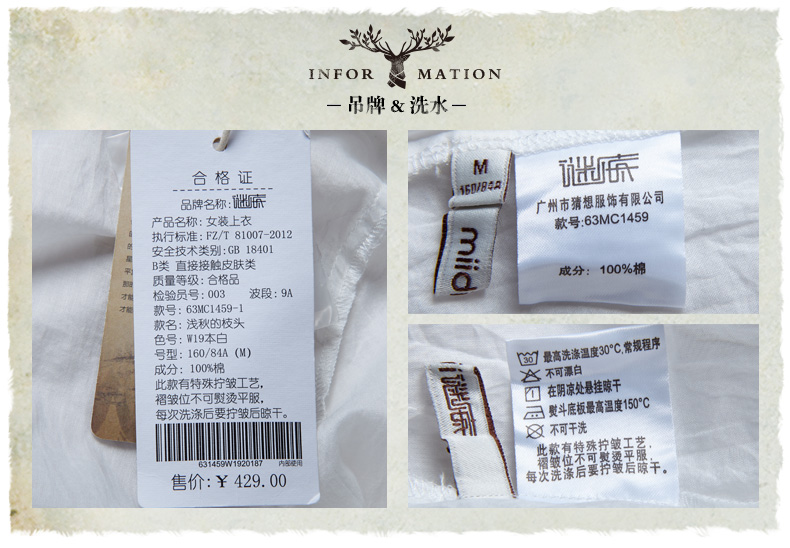 INFOR MATION
吊牌 & 洗水
合格证
品牌名称:谜底
产品名称:女装上衣
执行标准:FZ/T 81007-2012
安全技术类别:GB 18401
B类 直接接触皮肤类
质量等级:合格品
检验员号:003 波段:9A
款号:63MC1459-1
款名:浅秋的枝头
色号:W19本白
号型:160/84A(M)
成分:100%棉
此款有特殊拧皱工艺,
褶皱位不可熨烫平服,
每次洗涤后要拧皱后晾干。
631459W1920187 内部使用
售价:¥ 429.00
M
160/84A
miid
谜底
广州市猜想服饰有限公司
款号:63MC1459
成分: 100%棉
谜底
30 最高洗涤温度30°C,常规程序
不可漂白
在阴凉处悬挂晾干
熨斗底板最高温度150°C
不可干洗
此款有特殊拧皱工艺,
褶皱位不可熨烫平服,
每次洗涤后要拧皱后晾干。